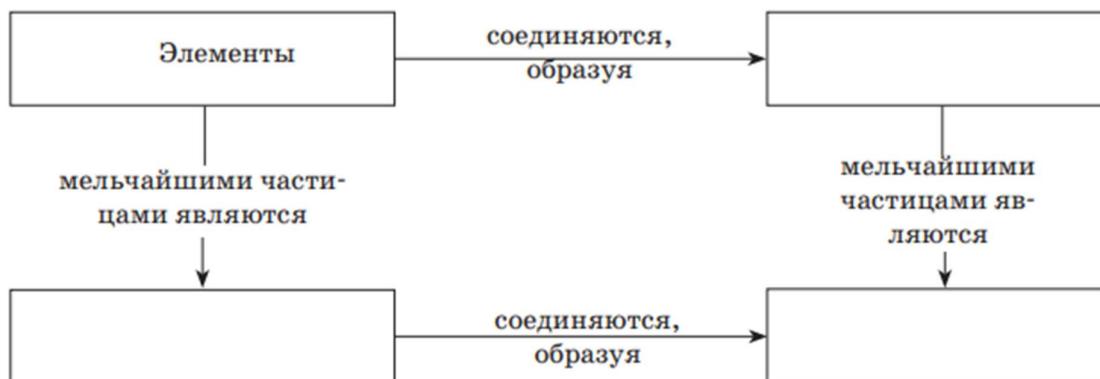 Элементы
соединяются,
образуя
мельчайшими части-
цами являются
мельчайшими
частицами яв-
ляются
соединяются,
образуя